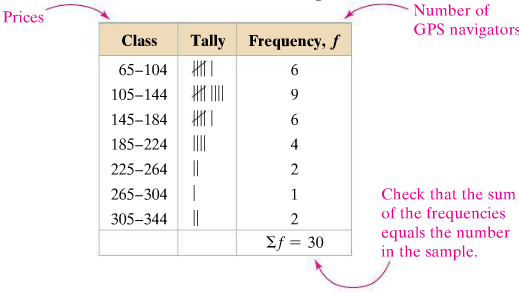 Prices
Number of
GPS navigators
Class Tally Frequency, f
65–104 6
105–144 9
145–184 6
185–224 4
225–264 2
265–304 1
305–344 2
Σf = 30
Check that the sum
of the frequencies
equals the number
in the sample.